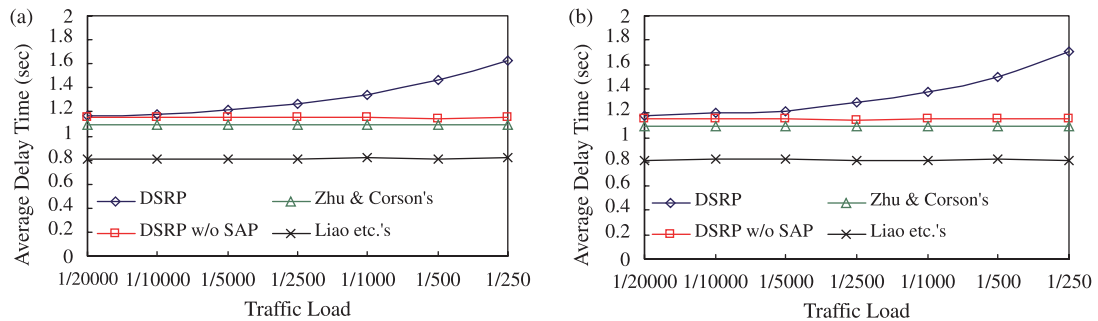 (a)
Average Delay Time (sec)
2
1.8
1.6
1.4
1.2
1
0.8
0.6
0.4
0.2
0
DSRP
Zhu & Corson's
DSRP w/o SAP
Liao etc.'s
1/20000 1/10000 1/5000 1/2500 1/1000 1/500 1/250
Traffic Load
(b)
Average Delay Time (sec)
2
1.8
1.6
1.4
1.2
1
0.8
0.6
0.4
0.2
0
DSRP
Zhu & Corson's
DSRP w/o SAP
Liao etc.'s
1/20000 1/10000 1/5000 1/2500 1/1000 1/500 1/250
Traffic Load